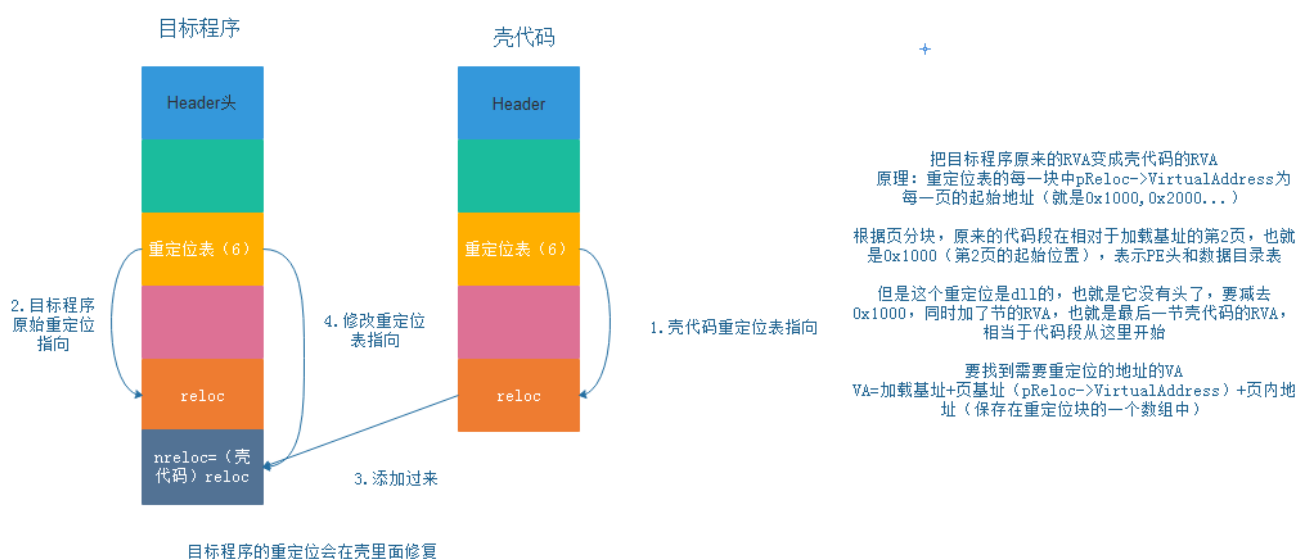 目标程序
壳代码
Header头
Header
重定位表（6）
重定位表（6）
2.目标程序
原始重定位
指向
4.修改重定位
表指向
1.壳代码重定位表指向
reloc
reloc
nreloc=（壳
代码）reloc
3.添加过来
目标程序的重定位会在壳里面修复
把目标程序原来的RVA变成壳代码的RVA
原理：重定位表的每一块中pReloc->VirtualAddress为
每一页的起始地址（就是0x1000,0x2000...）
根据页分块，原来的代码段在相对于加载基址的第2页，也就
是0x1000（第2页的起始位置），表示PE头和数据目录表
但是这个重定位是dll的，也就是它没有头了，要减去
0x1000，同时加了节的RVA，也就是最后一节壳代码的RVA，
相当于代码段从这里开始
要找到需要重定位的地址的VA
VA=加载基址+页基址（pReloc->VirtualAddress）+页内地
址（保存在重定位块的一个数组中）